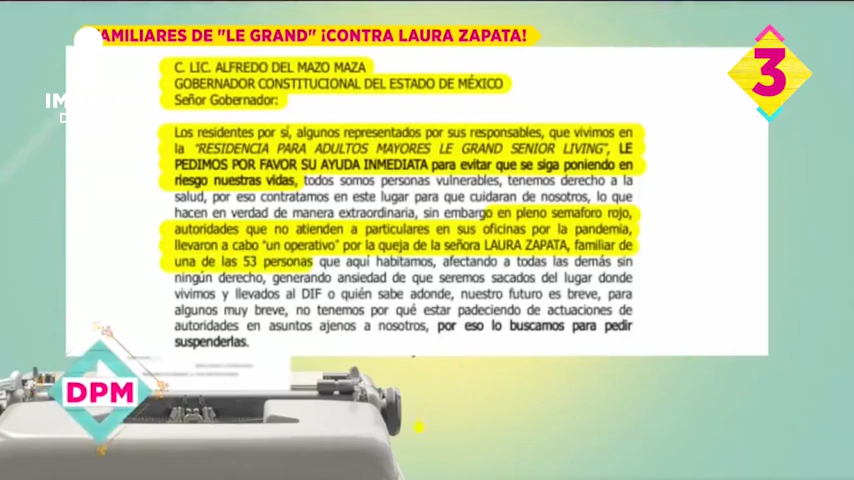 FAMILIARES DE "LE GRAND" ¡CONTRA LAURA ZAPATA!
3
C. LIC. ALFREDO DEL MAZO MAZA
GOBERNADOR CONSTITUCIONAL DEL ESTADO DE MÉXICO
Señor Gobernador:
Los residentes por sí, algunos representados por sus responsables, que vivimos en
la "RESIDENCIA PARA ADULTOS MAYORES LE GRAND SENIOR LIVING", LE
PEDIMOS POR FAVOR SU AYUDA INMEDIATA para evitar que se siga poniendo en
riesgo nuestras vidas, todos somos personas vulnerables, tenemos derecho a la
salud, por eso contratamos en este lugar para que cuidaran de nosotros, lo que
hacen en verdad de manera extraordinaria, sin embargo en pleno semaforo rojo,
autoridades que no atienden a particulares en sus oficinas por la pandemia,
llevaron a cabo "un operativo" por la queja de la señora LAURA ZAPATA, familiar de
una de las 53 personas que aquí habitamos, afectando a todas las demás sin
ningún derecho, generando ansiedad de que seremos sacados del lugar donde
vivimos y llevados al DIF o quién sabe adonde, nuestro futuro es breve, para
algunos muy breve, no tenemos por qué estar padeciendo de actuaciones de
autoridades en asuntos ajenos a nosotros, por eso lo buscamos para pedir
suspenderlas.
DPM